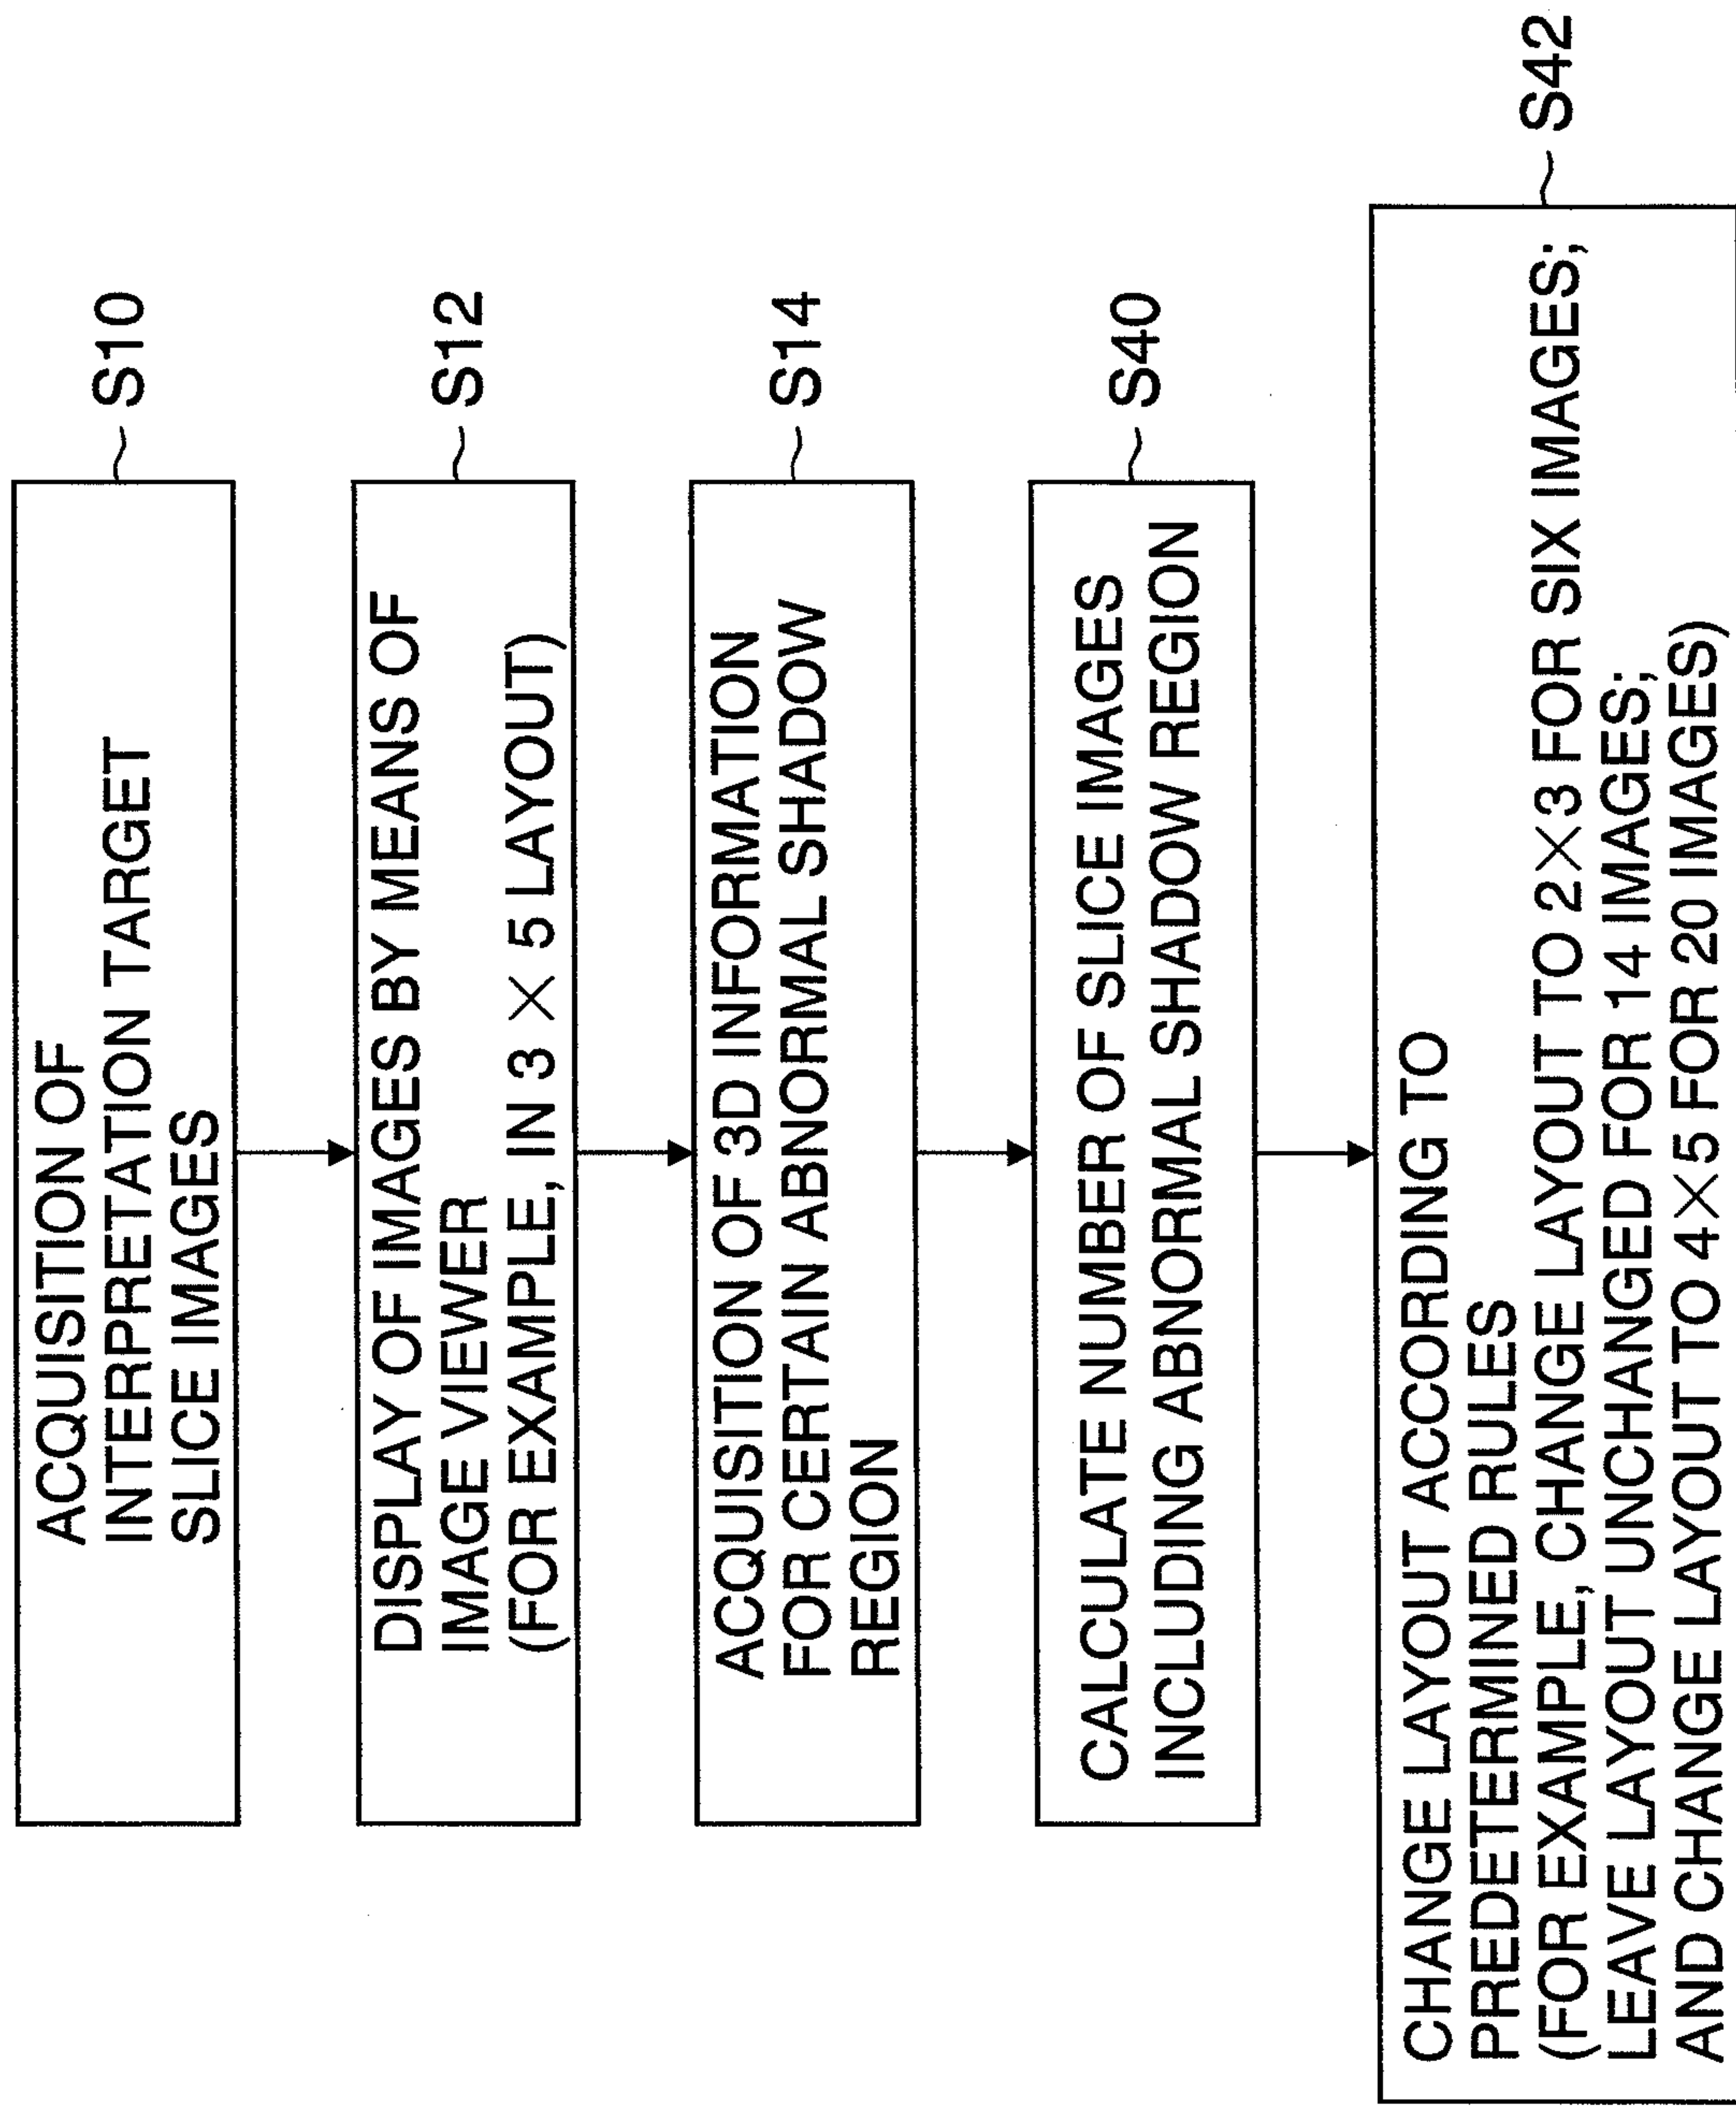 ACQUISITION OF
INTERPRETATION TARGET
SLICE IMAGES
S10
DISPLAY OF IMAGES BY MEANS OF
IMAGE VIEWER
(FOR EXAMPLE, IN 3 × 5 LAYOUT)
S12
ACQUISITION OF 3D INFORMATION
FOR CERTAIN ABNORMAL SHADOW
REGION
S14
CALCULATE NUMBER OF SLICE IMAGES
INCLUDING ABNORMAL SHADOW REGION
S40
CHANGE LAYOUT ACCORDING TO
PREDETERMINED RULES
(FOR EXAMPLE, CHANGE LAYOUT TO 2×3 FOR SIX IMAGES;
LEAVE LAYOUT UNCHANGED FOR 14 IMAGES;
AND CHANGE LAYOUT TO 4×5 FOR 20 IMAGES)
S42